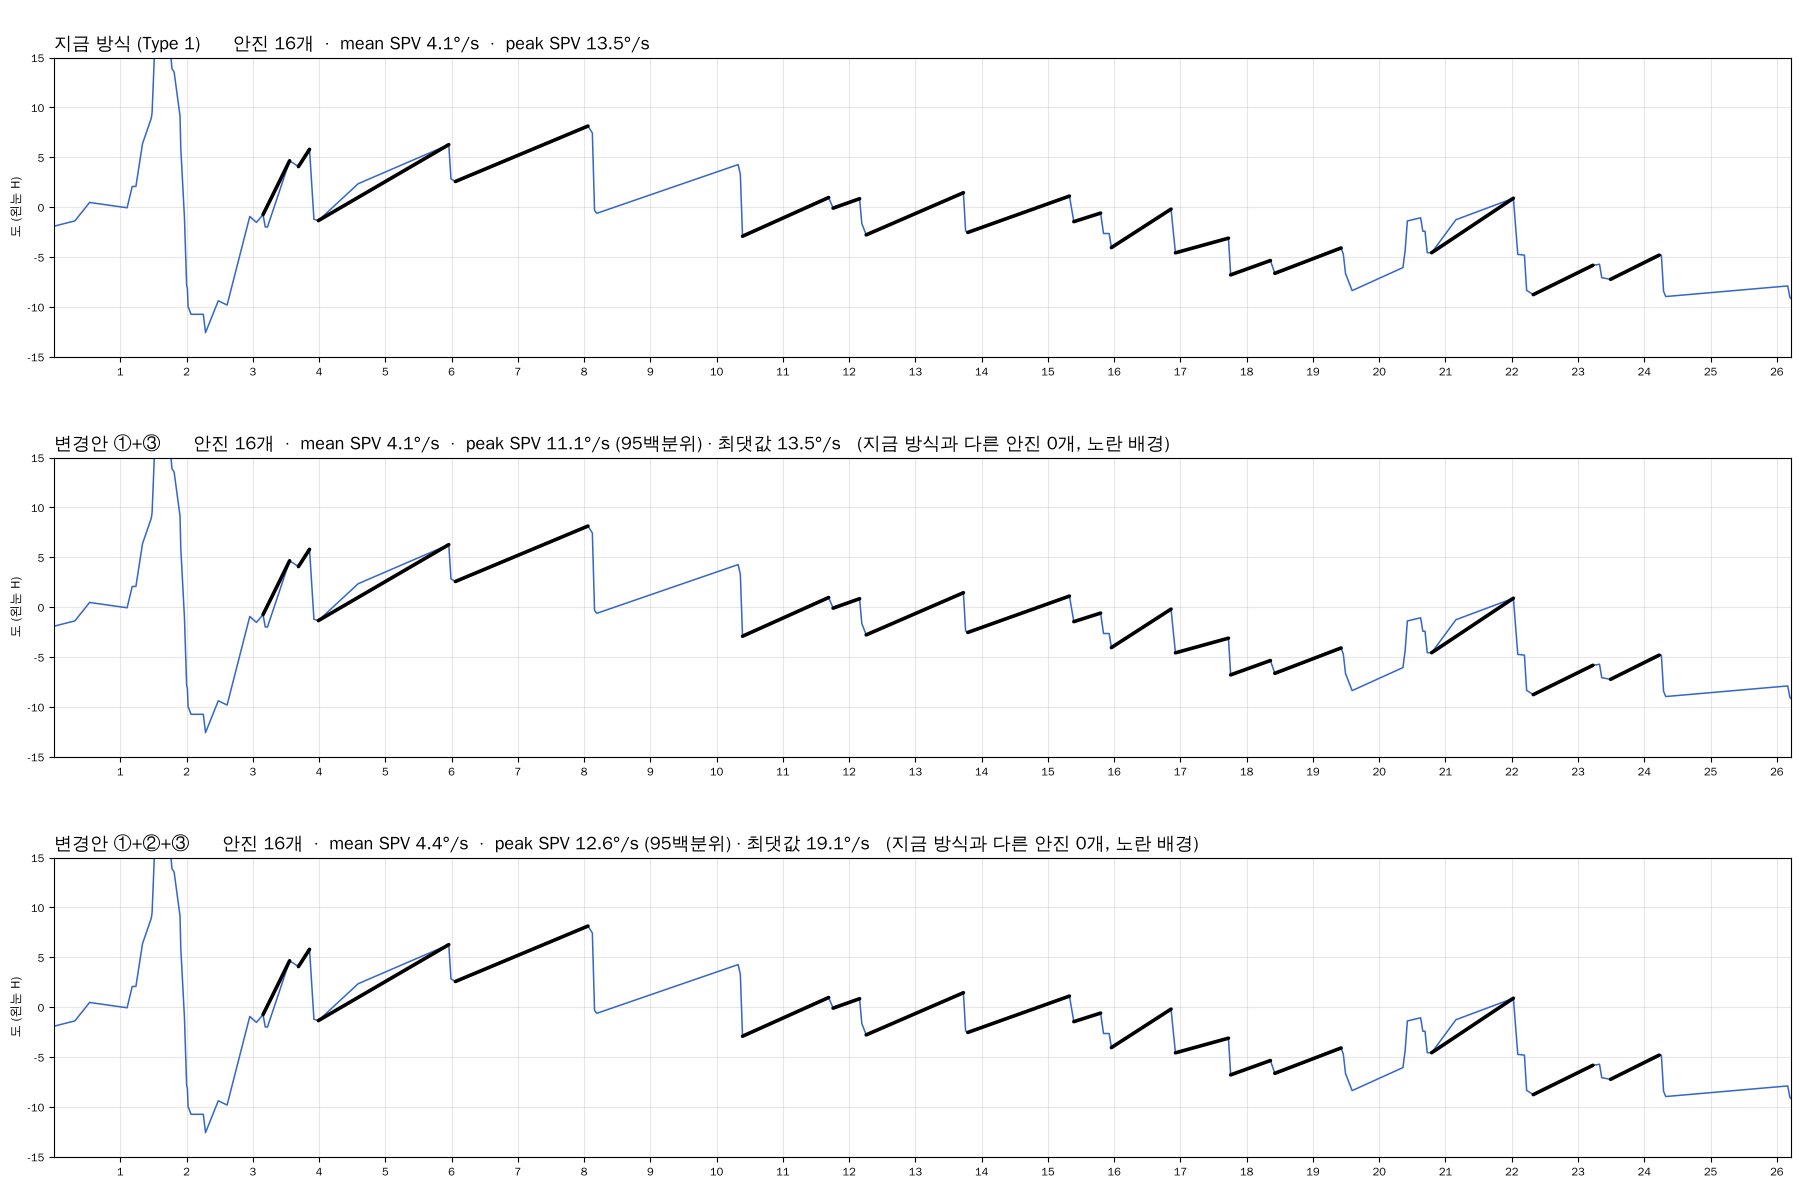 지금 방식 (Type 1)   안진 16개 · mean SPV 4.1°/s · peak SPV 13.5°/s
15
10
5
0
-5
-10
-15
도 (왼눈 H)
1 2 3 4 5 6 7 8 9 10 11 12 13 14 15 16 17 18 19 20 21 22 23 24 25 26
변경안 ①+③   안진 16개 · mean SPV 4.1°/s · peak SPV 11.1°/s (95백분위) · 최댓값 13.5°/s (지금 방식과 다른 안진 0개, 노란 배경)
15
10
5
0
-5
-10
-15
도 (왼눈 H)
1 2 3 4 5 6 7 8 9 10 11 12 13 14 15 16 17 18 19 20 21 22 23 24 25 26
변경안 ①+②+③   안진 16개 · mean SPV 4.4°/s · peak SPV 12.6°/s (95백분위) · 최댓값 19.1°/s (지금 방식과 다른 안진 0개, 노란 배경)
15
10
5
0
-5
-10
-15
도 (왼눈 H)
1 2 3 4 5 6 7 8 9 10 11 12 13 14 15 16 17 18 19 20 21 22 23 24 25 26